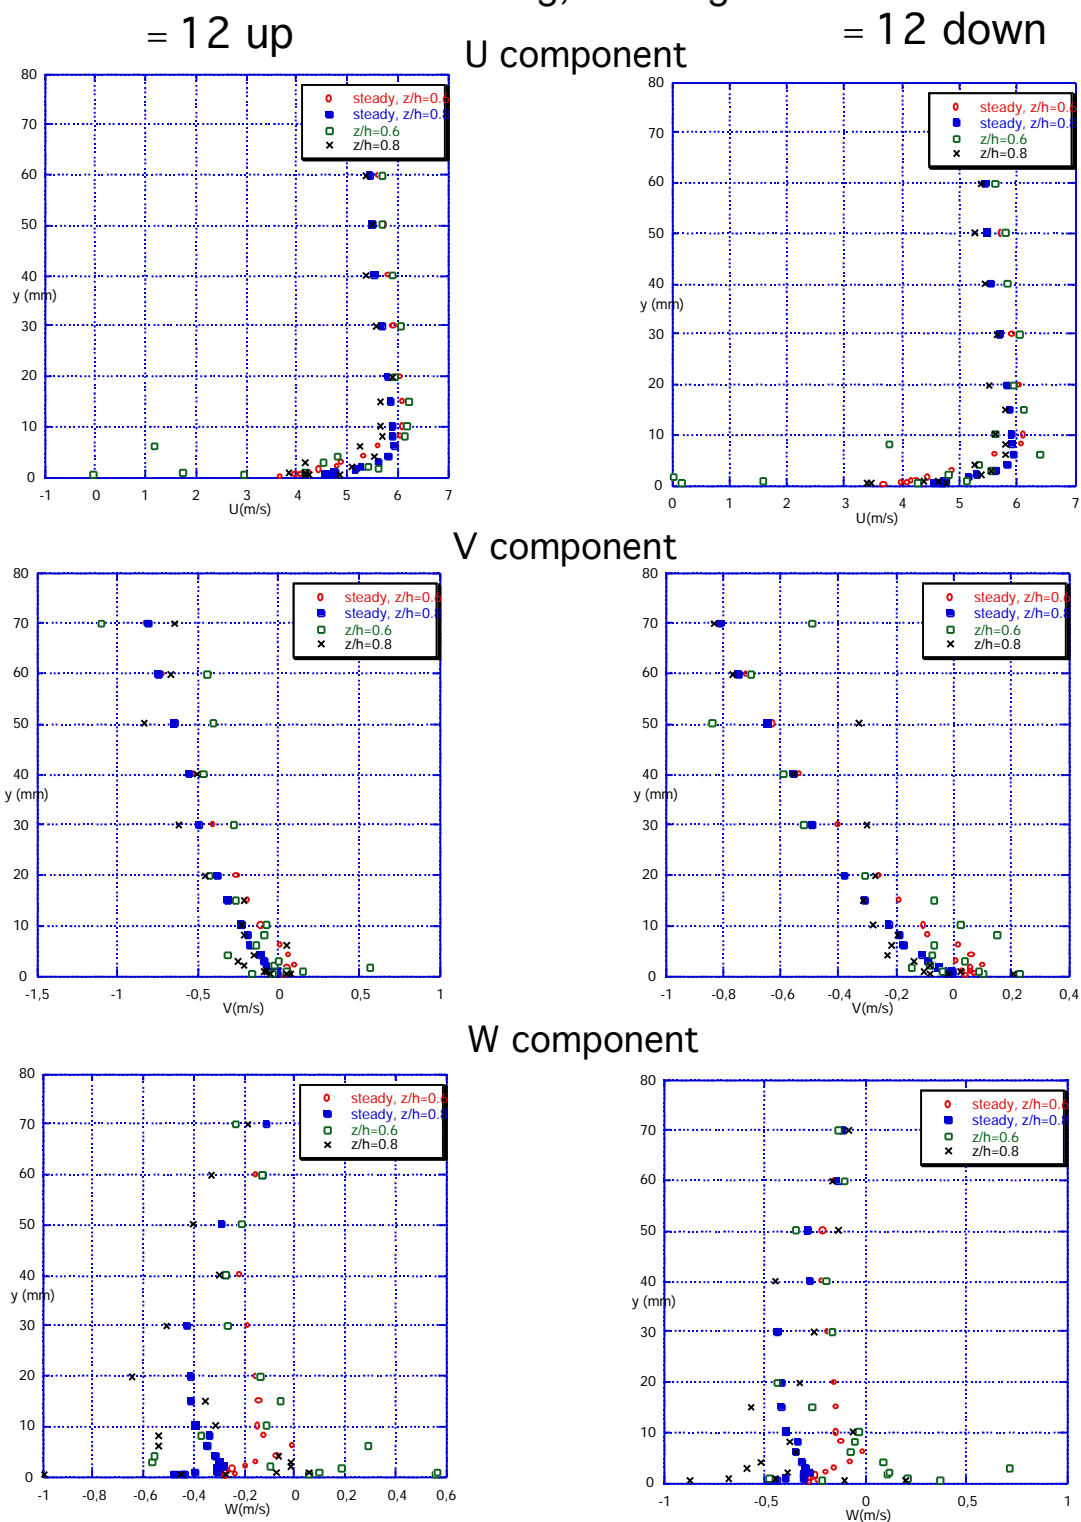 = 12 up
= 12 down
U component
80
70
60
50
40
y (mm)
30
20
10
0
-1 0 1 2 3 4 5 6 7
U(m/s)
steady, z/h=0.6
steady, z/h=0.8
z/h=0.6
z/h=0.8
80
70
60
50
40
y (mm)
30
20
10
0
0 1 2 3 4 5 6 7
U(m/s)
steady, z/h=0.6
steady, z/h=0.8
z/h=0.6
z/h=0.8
V component
80
70
60
50
40
y (mm)
30
20
10
0
-1,5 -1 -0,5 0 0,5 1
V(m/s)
steady, z/h=0.6
steady, z/h=0.8
z/h=0.6
z/h=0.8
80
70
60
50
40
y (mm)
30
20
10
0
-1 -0,8 -0,6 -0,4 -0,2 0 0,2 0,4
V(m/s)
steady, z/h=0.6
steady, z/h=0.8
z/h=0.6
z/h=0.8
W component
80
70
60
50
40
y (mm)
30
20
10
0
-1 -0,8 -0,6 -0,4 -0,2 0 0,2 0,4 0,6
W(m/s)
steady, z/h=0.6
steady, z/h=0.8
z/h=0.6
z/h=0.8
80
70
60
50
40
y (mm)
30
20
10
0
-1 -0,5 0 0,5 1
W(m/s)
steady, z/h=0.6
steady, z/h=0.8
z/h=0.6
z/h=0.8